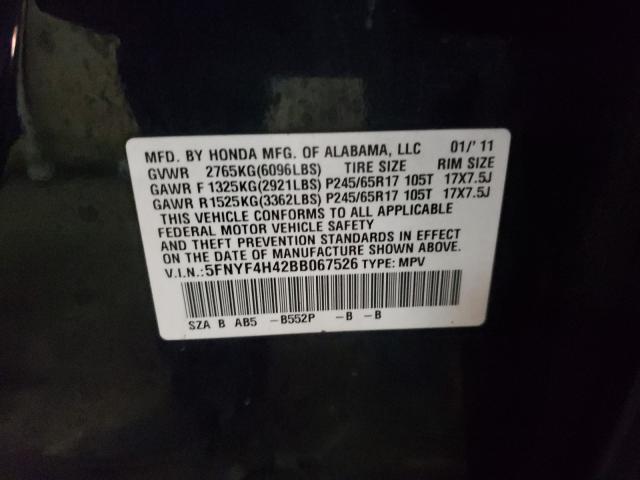 MFD. BY HONDA MFG. OF ALABAMA, LLC 01/'11
GVWR 2765KG(6096LBS) TIRE SIZE RIM SIZE
GAWR F 1325KG(2921LBS) P245/65R17 105T 17X7.5J
GAWR R 1525KG(3362LBS) P245/65R17 105T 17X7.5J
THIS VEHICLE CONFORMS TO ALL APPLICABLE
FEDERAL MOTOR VEHICLE SAFETY
AND THEFT PREVENTION STANDARDS IN EFFECT
ON THE DATE OF MANUFACTURE SHOWN ABOVE.
V.I.N.: 5FNYF4H42BB067526 TYPE: MPV
SZA B AB5 -B552P -B -B